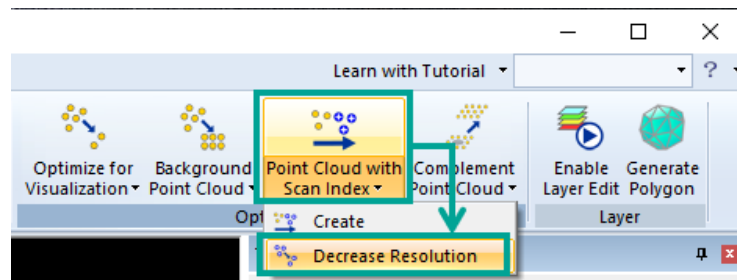 Learn with Tutorial
?
Optimize for
Visualization
Background
Point Cloud
Point Cloud with
Scan Index
Complement
Point Cloud
Enable
Layer Edit
Generate
Polygon
Layer
Create
Decrease Resolution